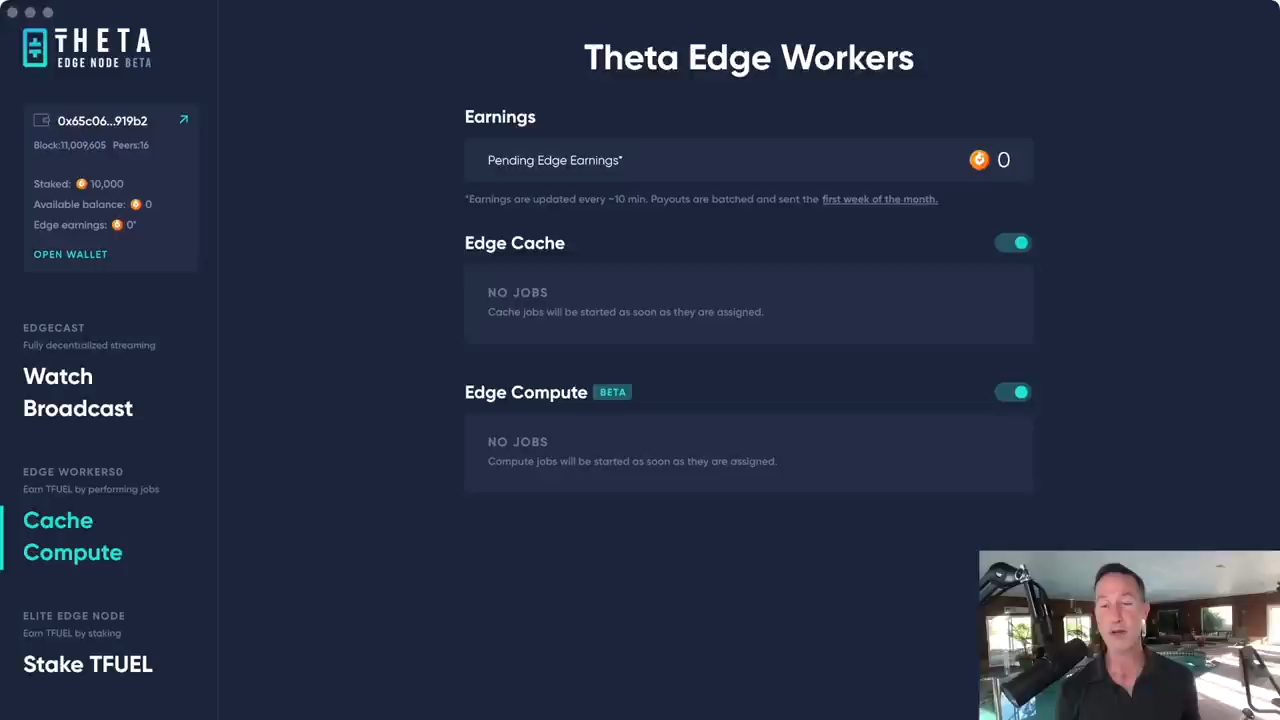 THETA
EDGE NODE BETA
0x65c06...919b2
Block:11,009,605 Peers:16
Staked: 10,000
Available balance: 0
Edge earnings: 0*
OPEN WALLET
EDGECAST
Fully decentralized streaming
Watch
Broadcast
EDGE WORKERS0
Earn TFUEL by performing jobs
Cache
Compute
ELITE EDGE NODE
Earn TFUEL by staking
Stake TFUEL
Theta Edge Workers
Earnings
Pending Edge Earnings* 0
*Earnings are updated every ~10 min. Payouts are batched and sent the first week of the month.
Edge Cache
NO JOBS
Cache jobs will be started as soon as they are assigned.
Edge Compute BETA
NO JOBS
Compute jobs will be started as soon as they are assigned.